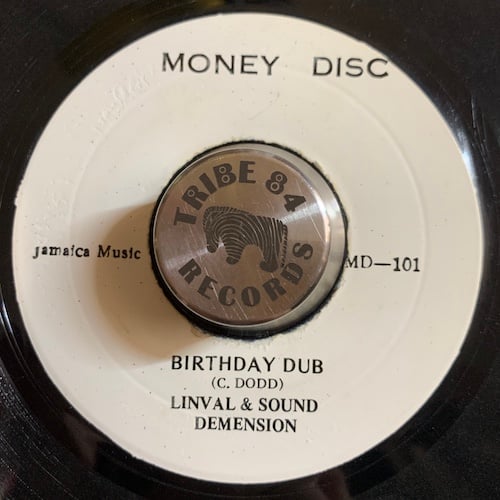 MONEY DISC
TRIBE 84
RECORDS
Jamaica Music
MD—101
BIRTHDAY DUB
(C. DODD)
LINVAL & SOUND
DEMENSION